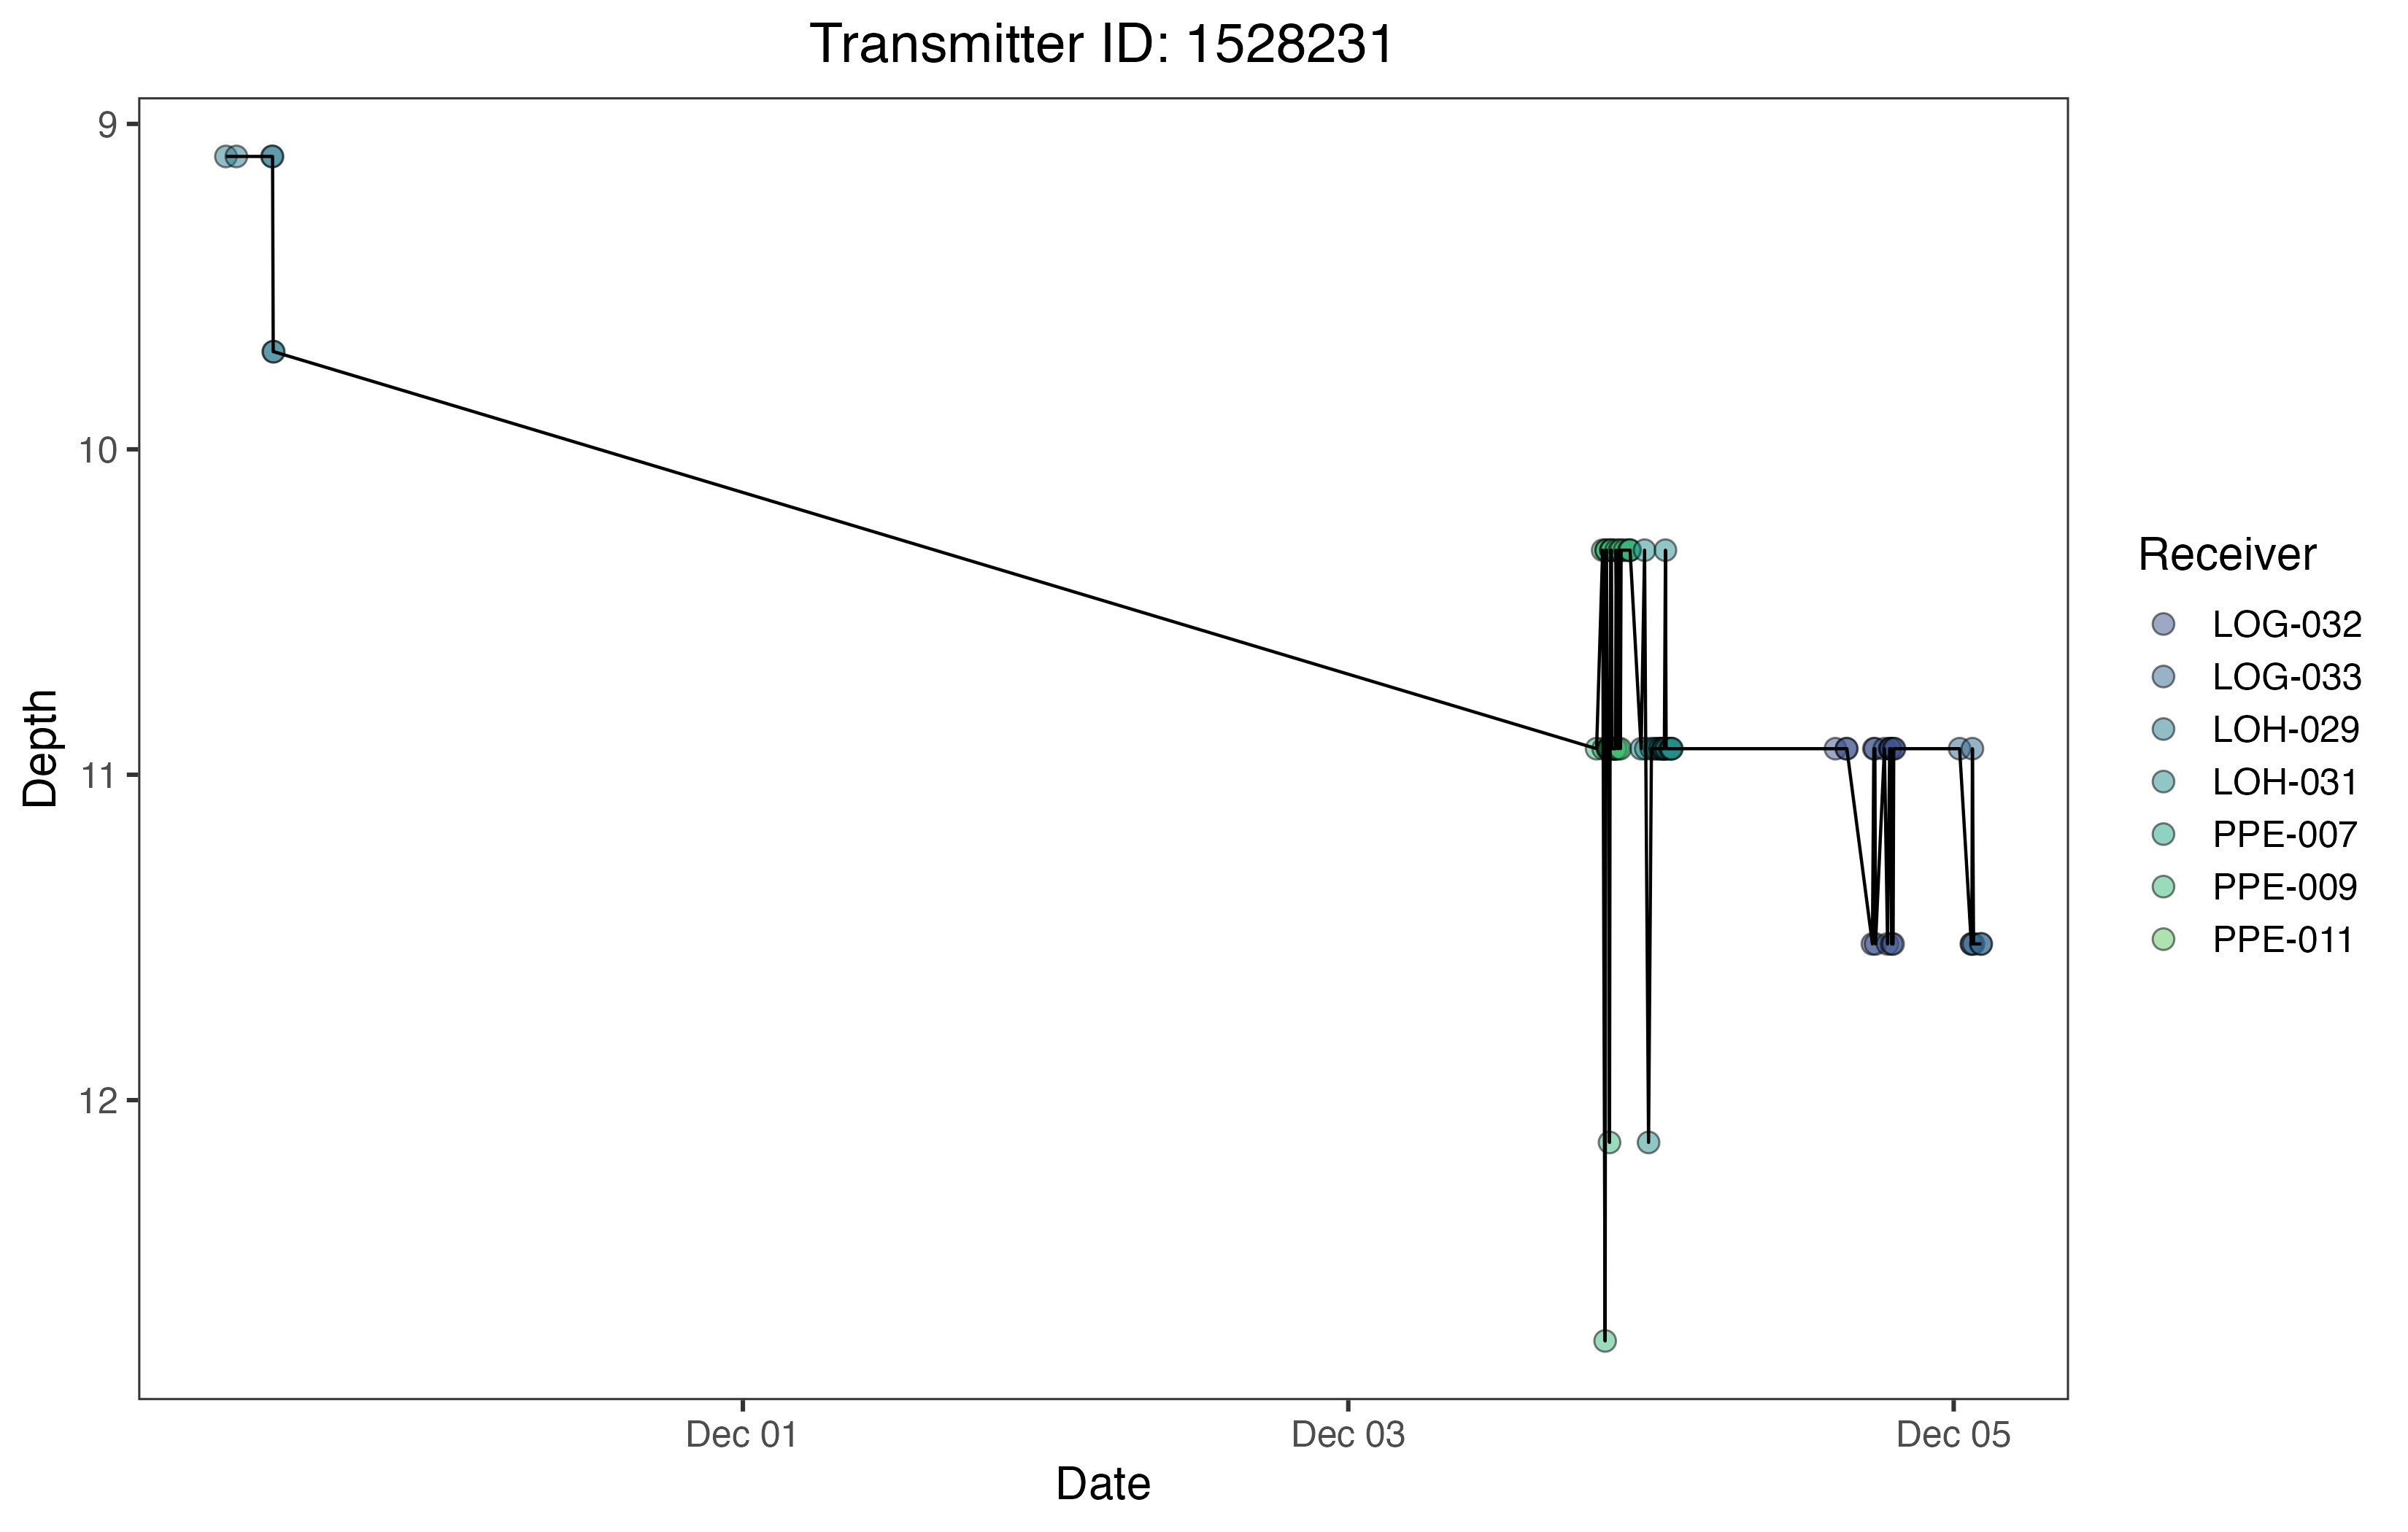 Transmitter ID: 1528231
9
10
11
12
Depth
Dec 01
Dec 03
Dec 05
Date
Receiver
LOG-032
LOG-033
LOH-029
LOH-031
PPE-007
PPE-009
PPE-011